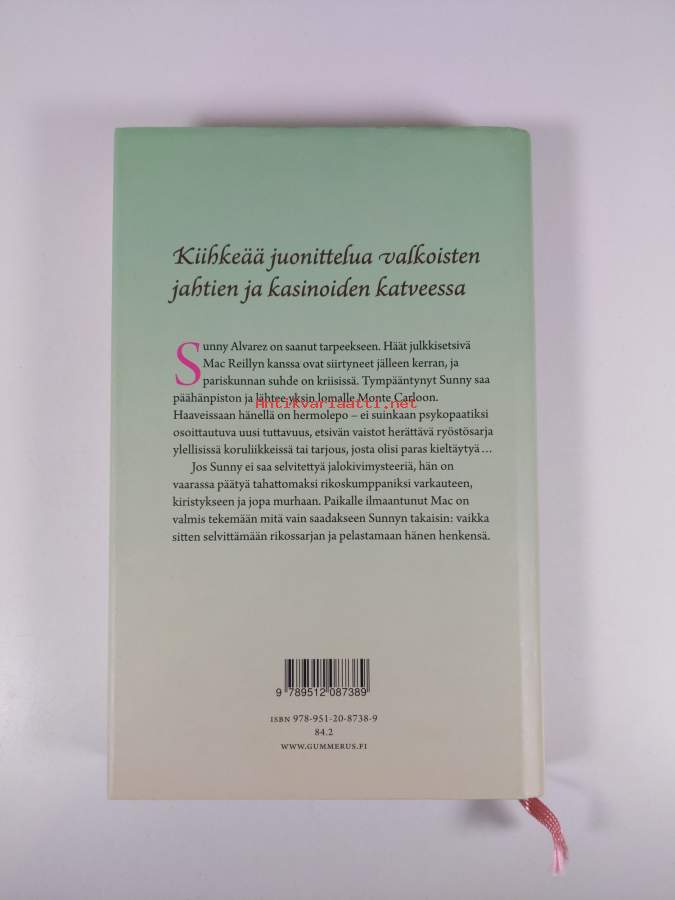 Kiihkeää juonittelua valkoisten
jahtien ja kasinoiden katveessa
Sunny Alvarez on saanut tarpeekseen. Häät julkkisetsivä
Mac Reillyn kanssa ovat siirtyneet jälleen kerran, ja
pariskunnan suhde on kriisissä. Tympääntynyt Sunny saa
päähänpiston ja lähtee yksin lomalle Monte Carloon.
Antikvariaatti.net
Haaveissaan hänellä on hermolepo – ei suinkaan psykopaatiksi
osoittautuva uusi tuttavuus, etsivän vaistot herättävä ryöstösarja
ylellisissä koruliikkeissä tai tarjous, josta olisi paras kieltäytyä ...
Jos Sunny ei saa selvitettyä jalokivimysteeriä, hän on
vaarassa päätyä tahattomaksi rikoskumppaniksi varkauteen,
kiristykseen ja jopa murhaan. Paikalle ilmaantunut Mac on
valmis tekemään mitä vain saadakseen Sunnyn takaisin: vaikka
sitten selvittämään rikossarjan ja pelastamaan hänen henkensä.
9 789512 087389
ISBN 978-951-20-8738-9
84.2
WWW.GUMMERUS.FI